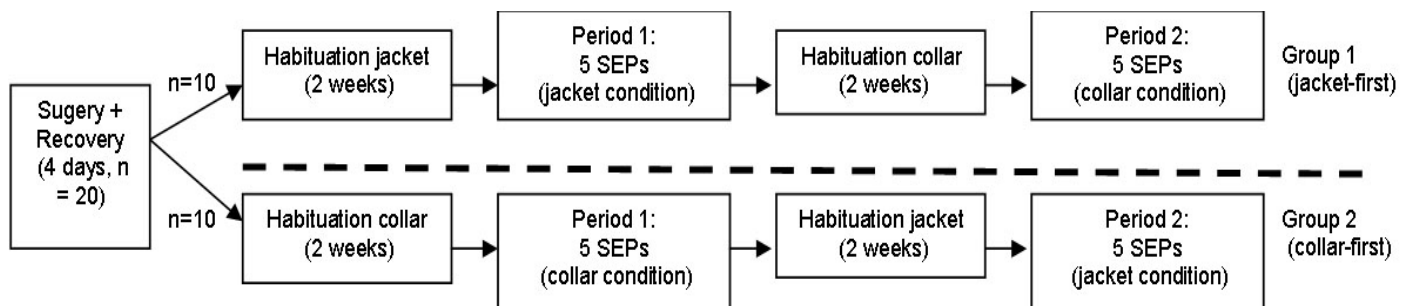 Sugery +
Recovery
(4 days, n
= 20)
n=10
Habituation jacket
(2 weeks)
Period 1:
5 SEPs
(jacket condition)
Habituation collar
(2 weeks)
Period 2:
5 SEPs
(collar condition)
Group 1
(jacket-first)
n=10
Habituation collar
(2 weeks)
Period 1:
5 SEPs
(collar condition)
Habituation jacket
(2 weeks)
Period 2:
5 SEPs
(jacket condition)
Group 2
(collar-first)